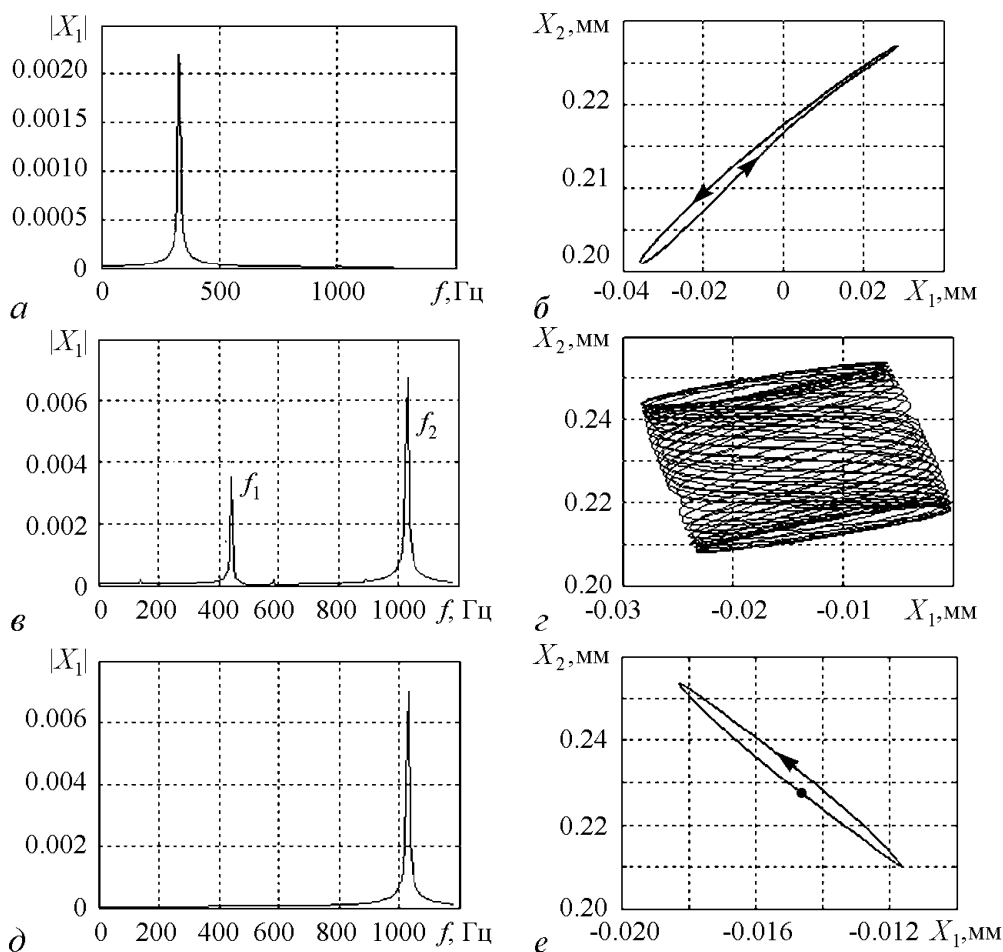 |X₁|
0.0020
0.0015
0.0010
0.0005
0
0 500 1000 f, Гц
а
X₂, мм
0.22
0.21
0.20
-0.04 -0.02 0 0.02 X₁, мм
б
|X₁|
0.006
0.004
0.002
0
f₁
f₂
0 200 400 600 800 1000 f, Гц
в
X₂, мм
0.24
0.22
0.20
-0.03 -0.02 -0.01 X₁, мм
г
|X₁|
0.006
0.004
0.002
0
0 200 400 600 800 1000 f, Гц
д
X₂, мм
0.24
0.22
0.20
-0.020 -0.016 -0.012 X₁, мм
е